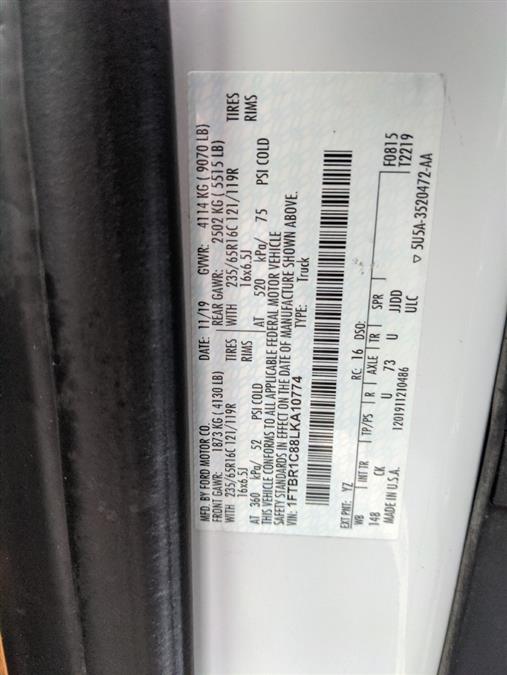 MFD. BY FORD MOTOR CO. DATE: 11/19 GVWR: 4114 KG ( 9070 LB)
FRONT GAWR: 1873 KG ( 4130 LB) REAR GAWR: 2502 KG ( 5515 LB)
WITH 235/65R16C 121/119R TIRES WITH 235/65R16C 121/119R TIRES
16x6.5J RIMS 16x6.5J RIMS
AT 360 kPa/ 52 PSI COLD AT 520 kPa/ 75 PSI COLD
THIS VEHICLE CONFORMS TO ALL APPLICABLE FEDERAL MOTOR VEHICLE
SAFETY STANDARDS IN EFFECT ON THE DATE OF MANUFACTURE SHOWN ABOVE.
VIN: 1FTBR1C88LKA10774 TYPE: Truck
EXT PNT: YZ RC: 16 DSO: F0815
WB INT TR TP/PS R AXLE TR SPR T2219
148 CK U 73 U JJDD
MADE IN U.S.A. 1201911210486 ULC ▽ 5U5A-3520472-AA